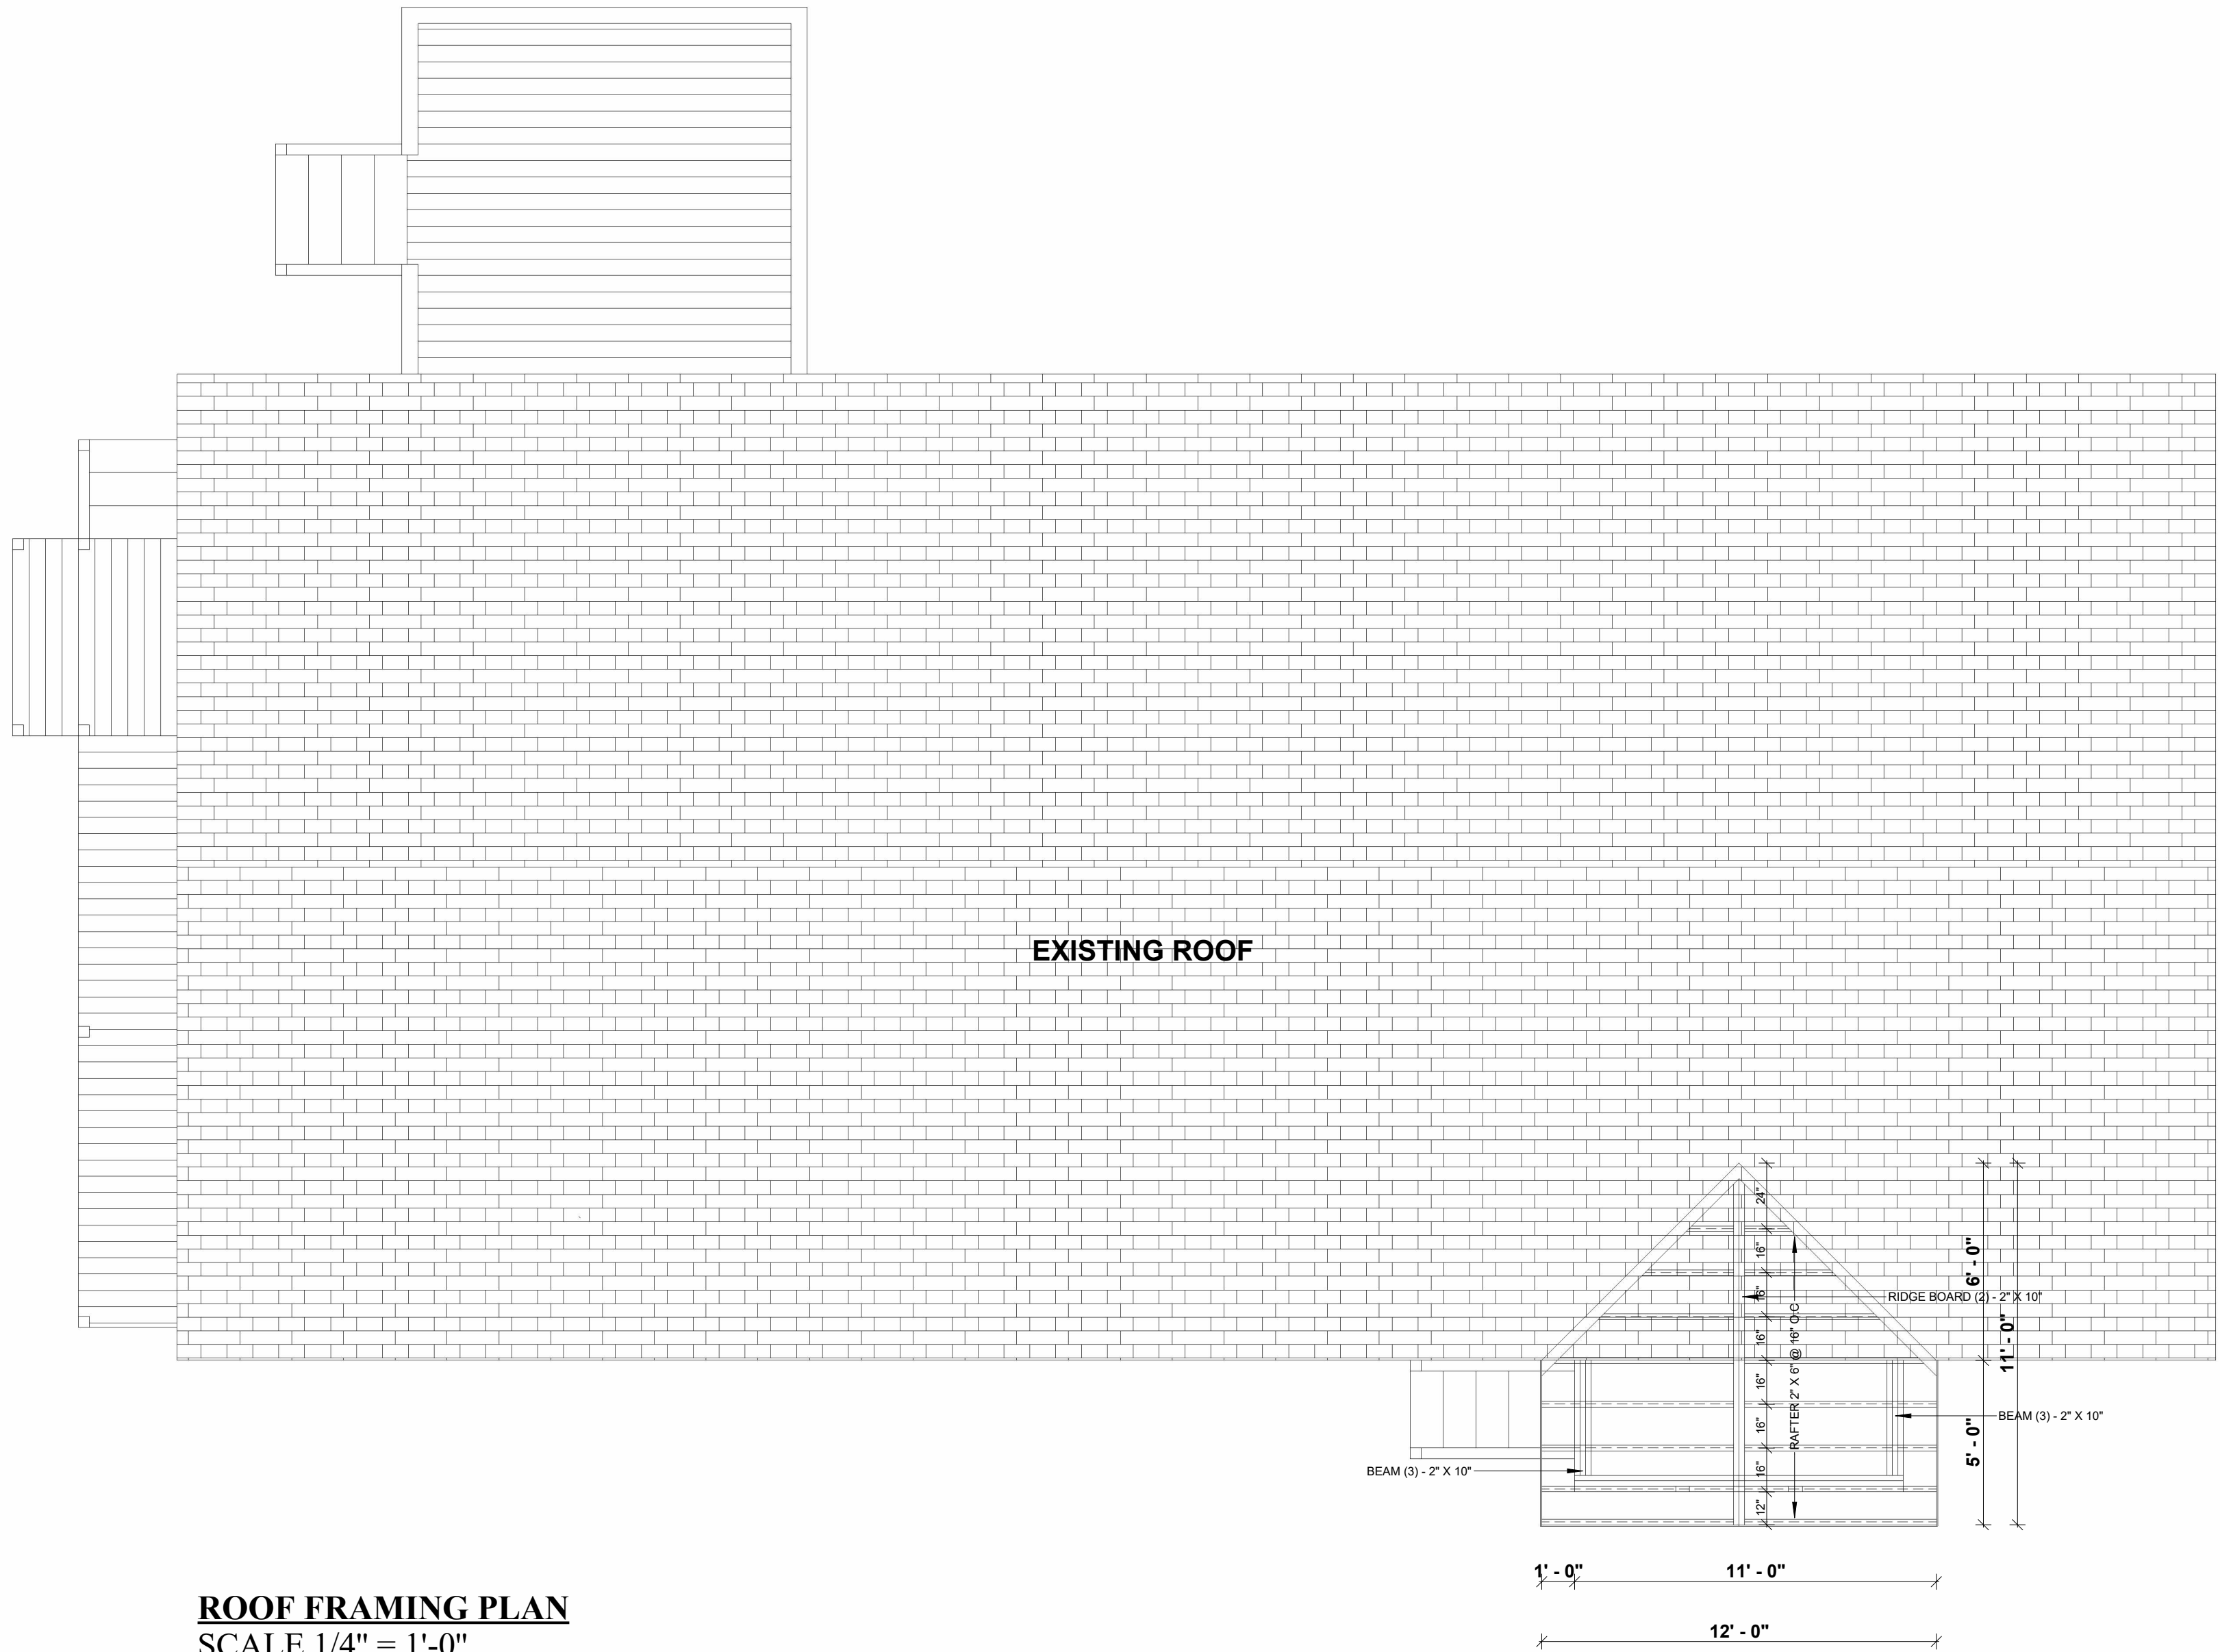 EXISTING ROOF
24"
16"
16"
16"
16"
16"
16"
12"
RAFTER 2" X 6" @ 16" O.C
6' - 0"
11' - 0"
5' - 0"
RIDGE BOARD (2) - 2" X 10"
BEAM (3) - 2" X 10"
BEAM (3) - 2" X 10"
1' - 0"
11' - 0"
12' - 0"
ROOF FRAMING PLAN
SCALE 1/4" = 1'-0"